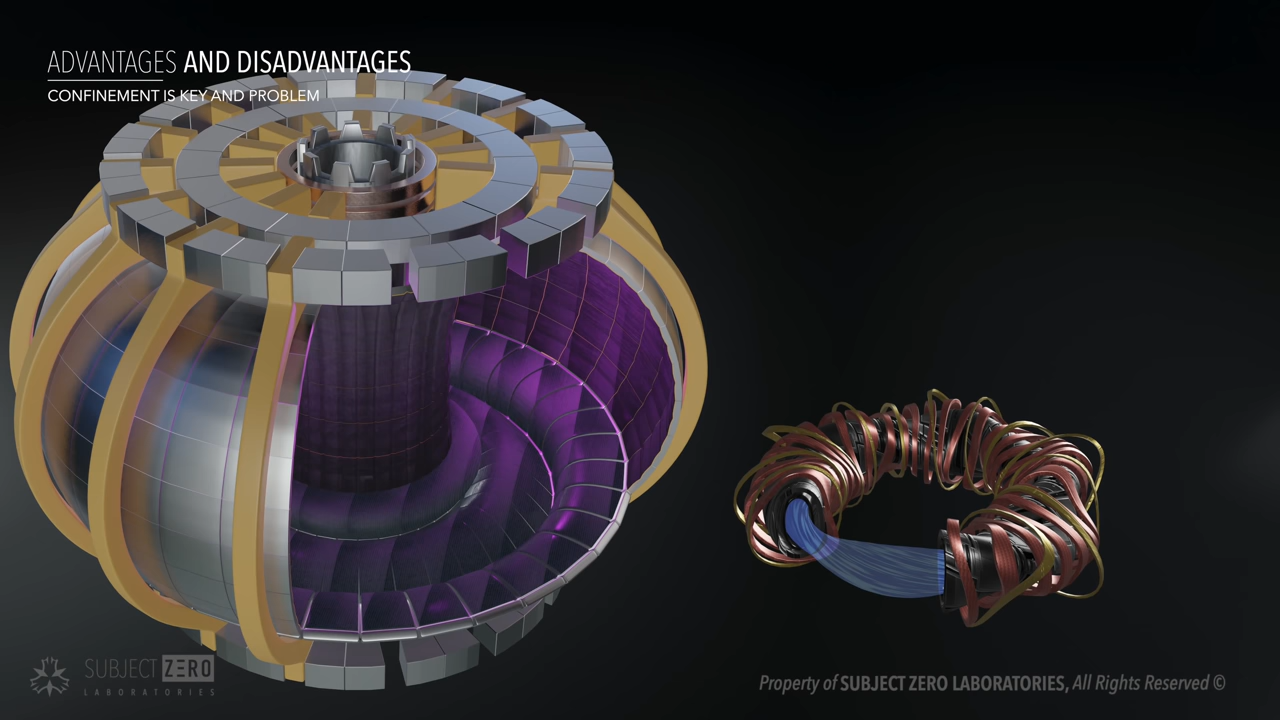 ADVANTAGES AND DISADVANTAGES
CONFINEMENT IS KEY AND PROBLEM
SUBJECT ZERO
LABORATORIES
Property of SUBJECT ZERO LABORATORIES, All Rights Reserved ©